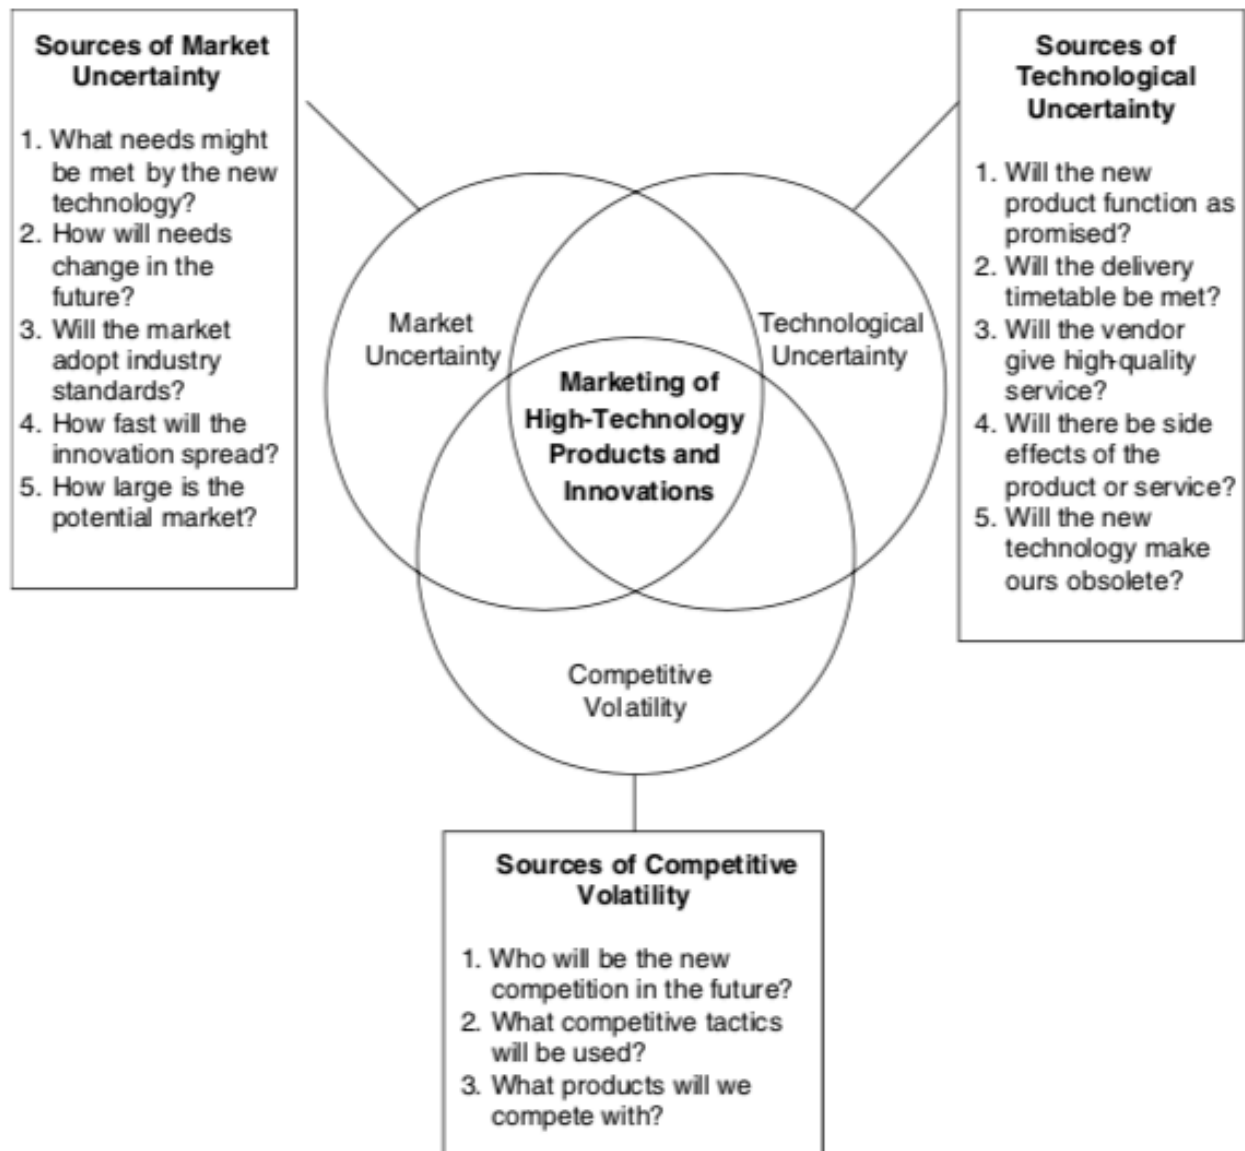 Sources of Market
Uncertainty
1. What needs might
be met by the new
technology?
2. How will needs
change in the
future?
3. Will the market
adopt industry
standards?
4. How fast will the
innovation spread?
5. How large is the
potential market?
Sources of
Technological
Uncertainty
1. Will the new
product function as
promised?
2. Will the delivery
timetable be met?
3. Will the vendor
give high-quality
service?
4. Will there be side
effects of the
product or service?
5. Will the new
technology make
ours obsolete?
Market
Uncertainty
Technological
Uncertainty
Marketing of
High-Technology
Products and
Innovations
Competitive
Volatility
Sources of Competitive
Volatility
1. Who will be the new
competition in the future?
2. What competitive tactics
will be used?
3. What products will we
compete with?